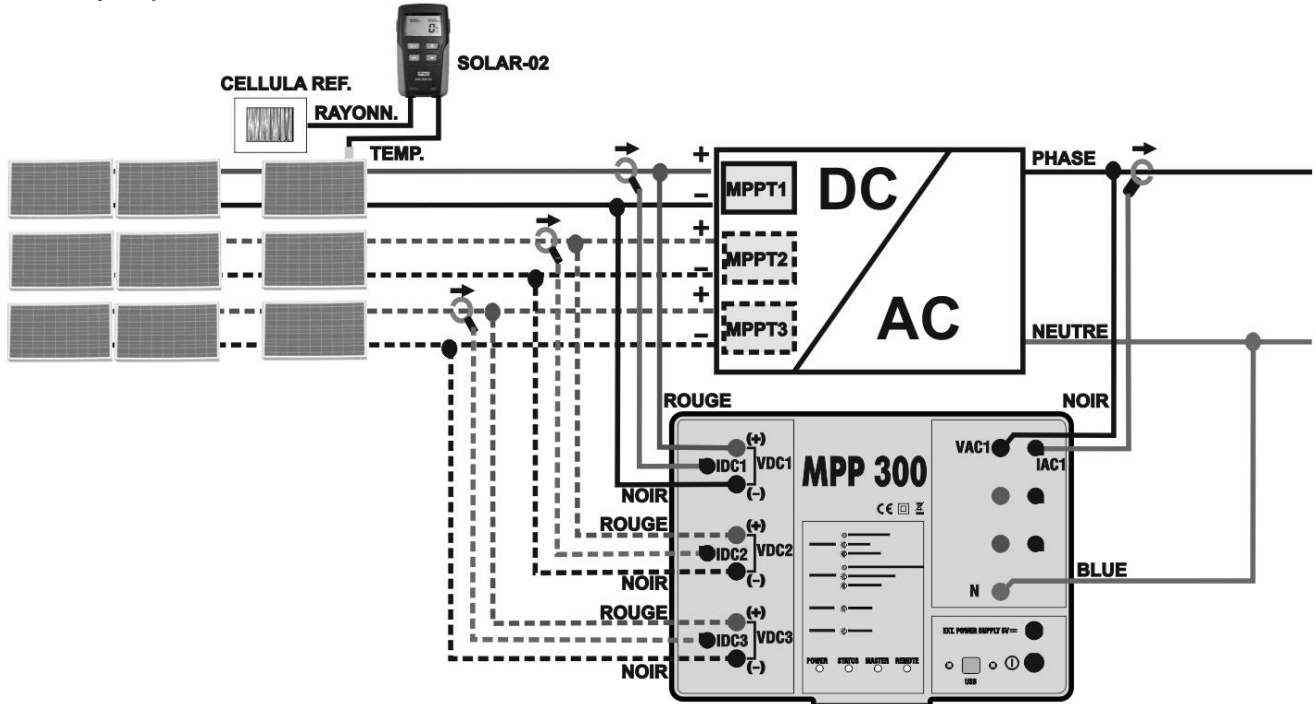 SOLAR-02
CELLULA REF.
RAYONN.
TEMP.
+
MPPT1
−
DC
PHASE
+
MPPT2
−
+
MPPT3
−
AC
NEUTRE
ROUGE
NOIR
(+)
IDC1
VDC1
NOIR
(−)
MPP 300
CE
VAC1
IAC1
ROUGE
(+)
IDC2
VDC2
NOIR
(−)
BLUE
N
ROUGE
(+)
IDC3
VDC3
NOIR
(−)
EXT. POWER SUPPLY 5V
POWER STATUS MASTER REMOTE
USB